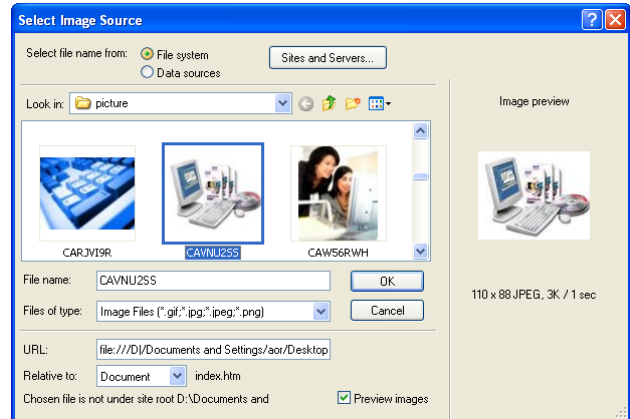 Select Image Source
Select file name from: File system Sites and Servers...
Data sources
Look in: picture
Image preview
CARJVI9R CAVNU2SS CAW56RWH
File name: CAVNU2SS OK
110 x 88 JPEG, 3K / 1 sec
Files of type: Image Files (*.gif;*.jpg;*.jpeg;*.png) Cancel
URL: file:///D|/Documents and Settings/aor/Desktop
Relative to: Document index.htm
Chosen file is not under site root D:\Documents and Preview images